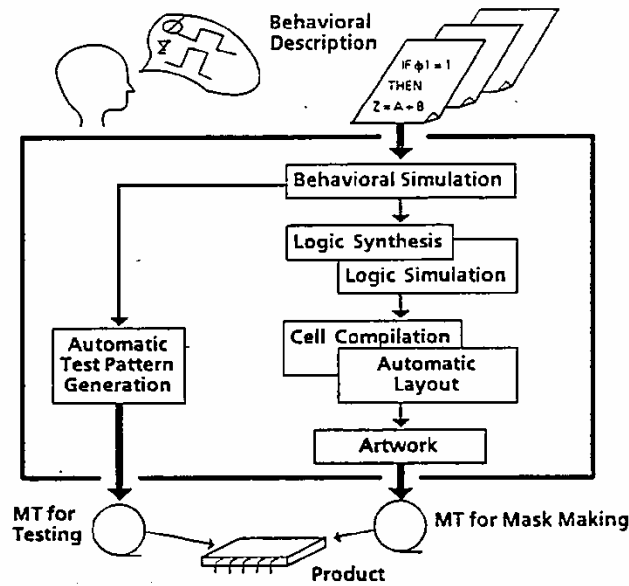 Behavioral
Description
IF φ1 = 1
THEN
Z = A + B
Behavioral Simulation
Logic Synthesis
Logic Simulation
Cell Compilation
Automatic
Layout
Automatic
Test Pattern
Generation
Artwork
MT for
Testing
MT for Mask Making
Product